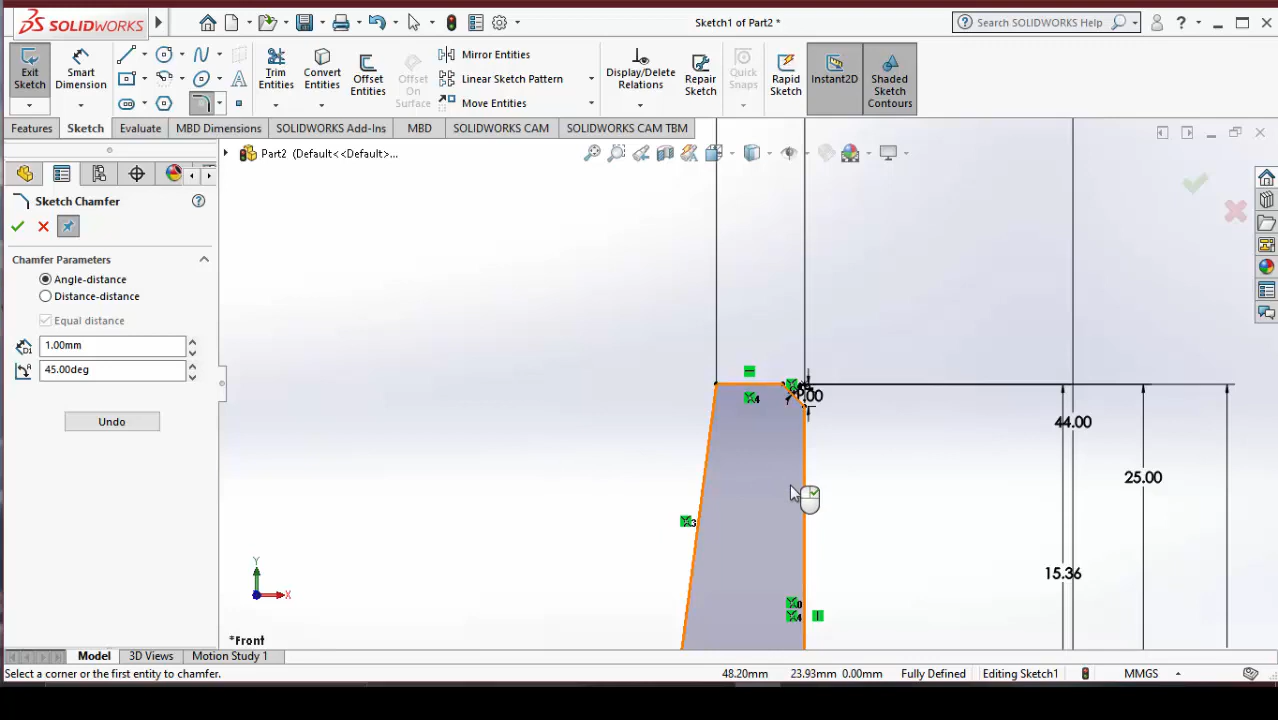 SOLIDWORKS
Sketch1 of Part2 *
Search SOLIDWORKS Help
?
Exit Sketch
Smart Dimension
Trim Entities
Convert Entities
Offset Entities
Offset On Surface
Mirror Entities
Linear Sketch Pattern
Move Entities
Display/Delete Relations
Repair Sketch
Quick Snaps
Rapid Sketch
Instant2D
Shaded Sketch Contours
Features
Sketch
Evaluate
MBD Dimensions
SOLIDWORKS Add-Ins
MBD
SOLIDWORKS CAM
SOLIDWORKS CAM TBM
Part2 (Default<<Default>...
Sketch Chamfer
Chamfer Parameters
Angle-distance
Distance-distance
Equal distance
1.00mm
45.00deg
Undo
4
3
0
4
44.00
25.00
15.36
Y
X
*Front
Model
3D Views
Motion Study 1
Select a corner or the first entity to chamfer.
48.20mm
23.93mm 0.00mm
Fully Defined
Editing Sketch1
MMGS